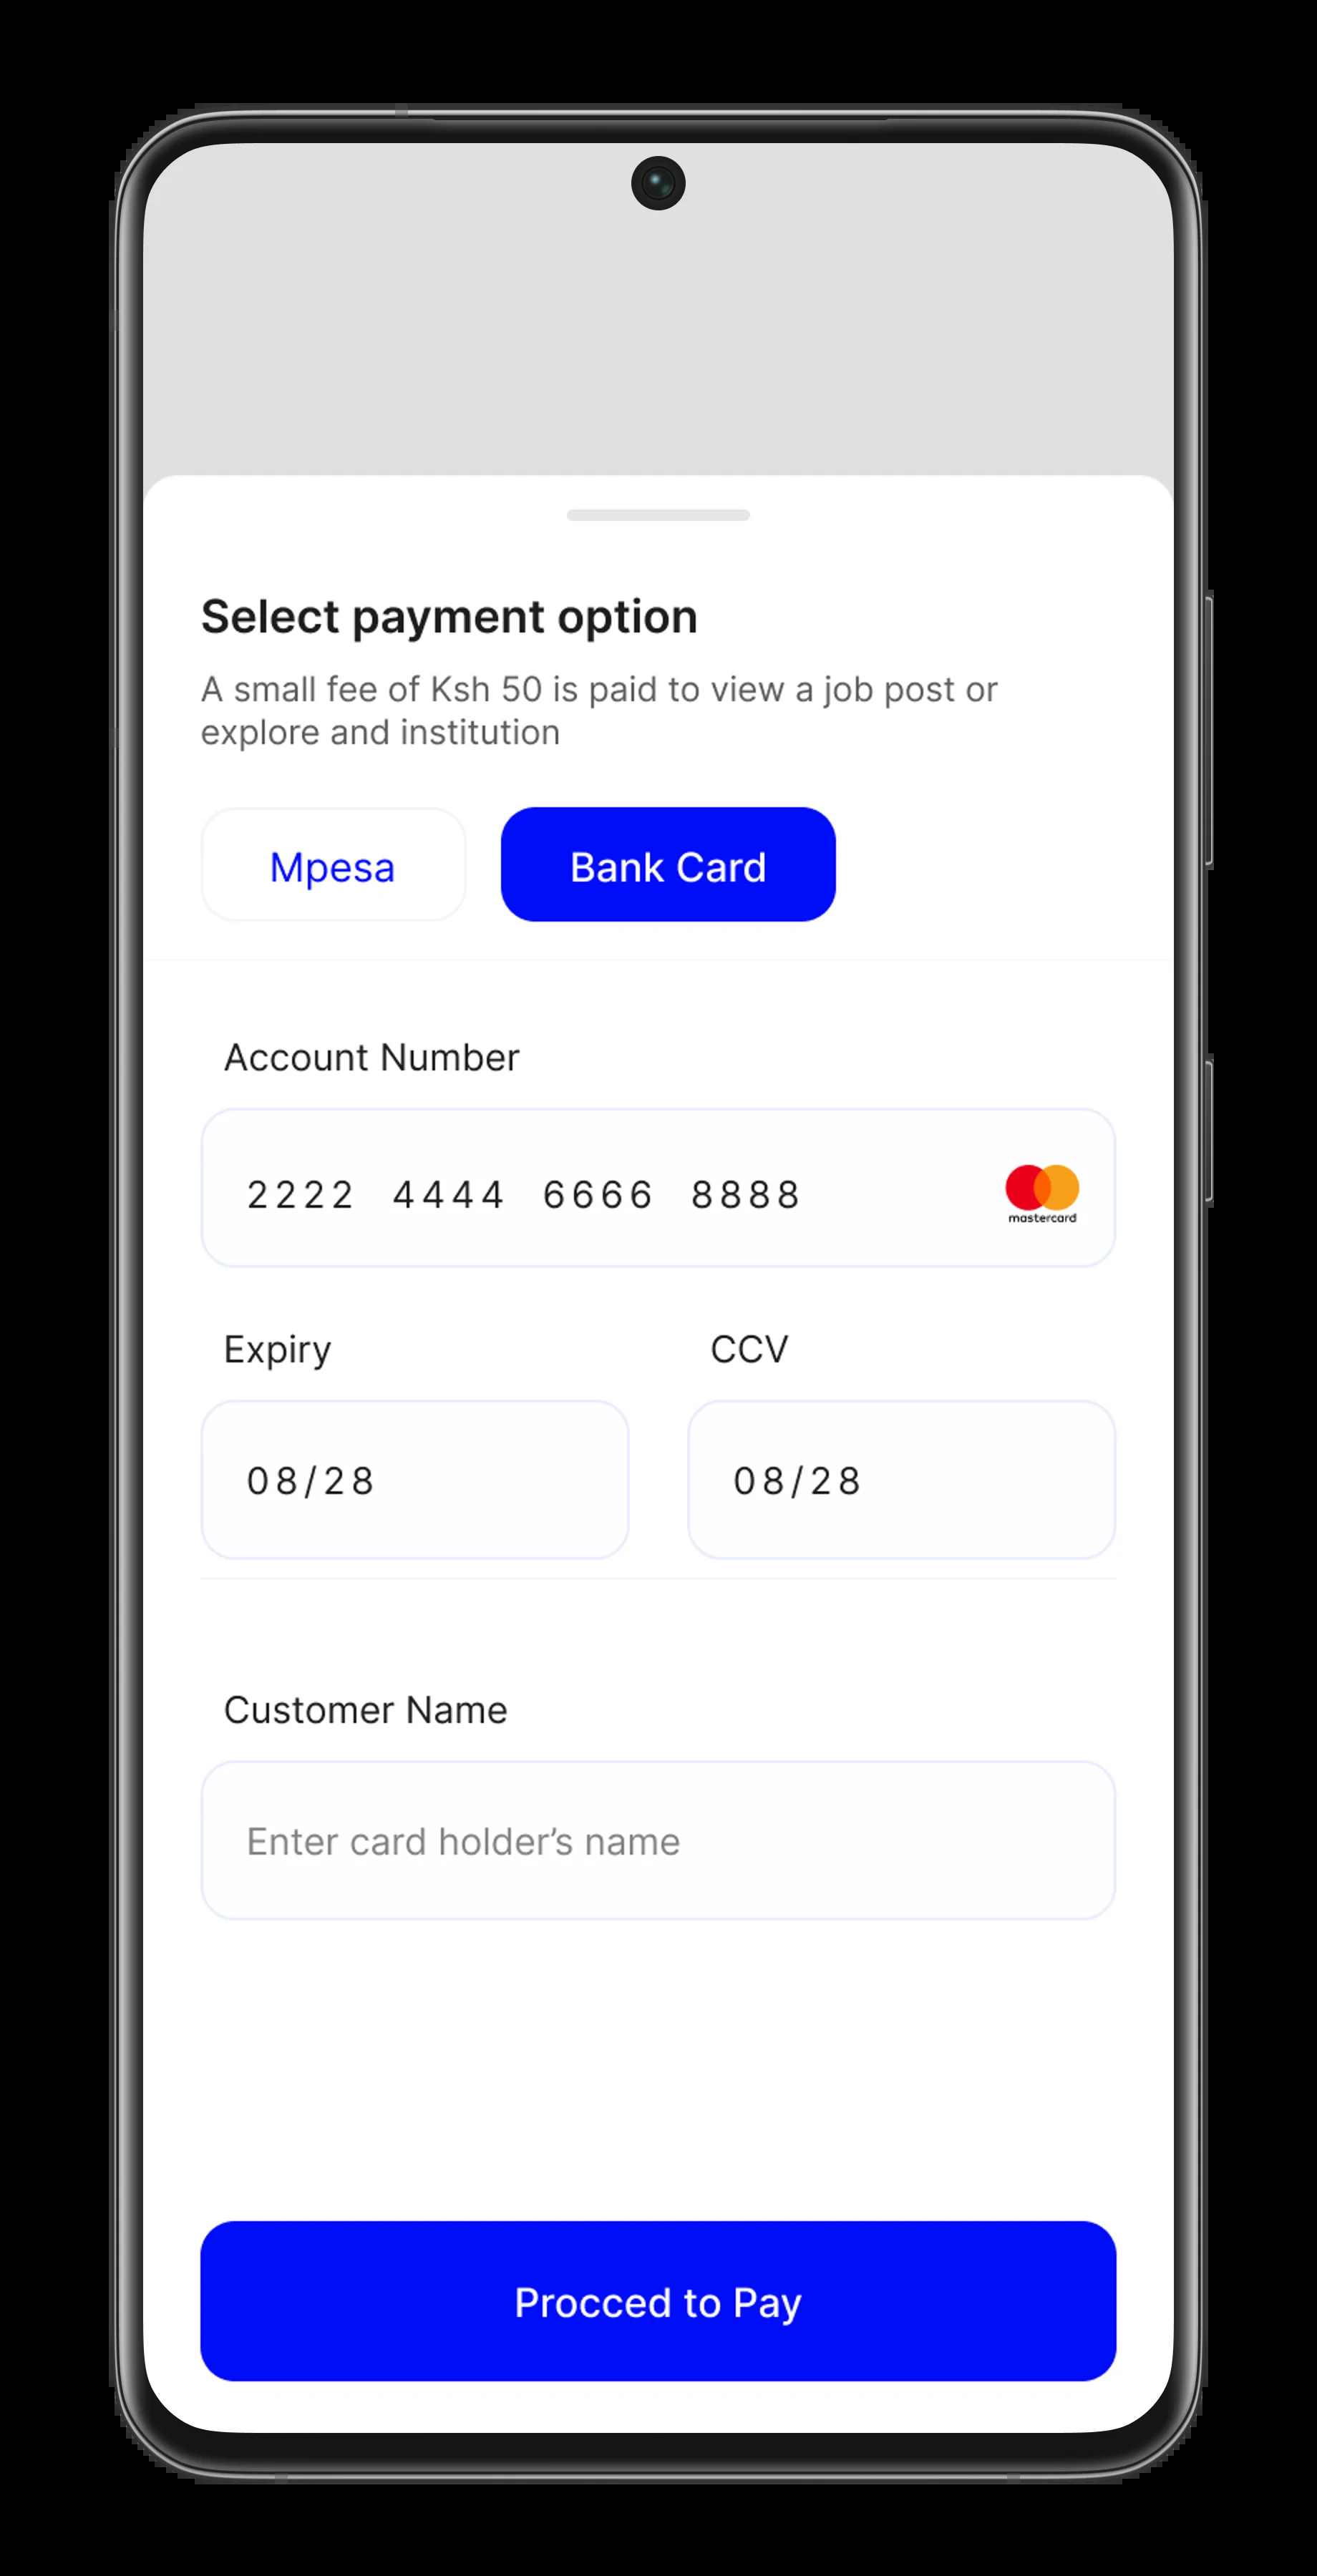 Select payment option
A small fee of Ksh 50 is paid to view a job post or
explore and institution
Mpesa Bank Card
Account Number
2222 4444 6666 8888 mastercard
Expiry CCV
08/28 08/28
Customer Name
Enter card holder’s name
Procced to Pay